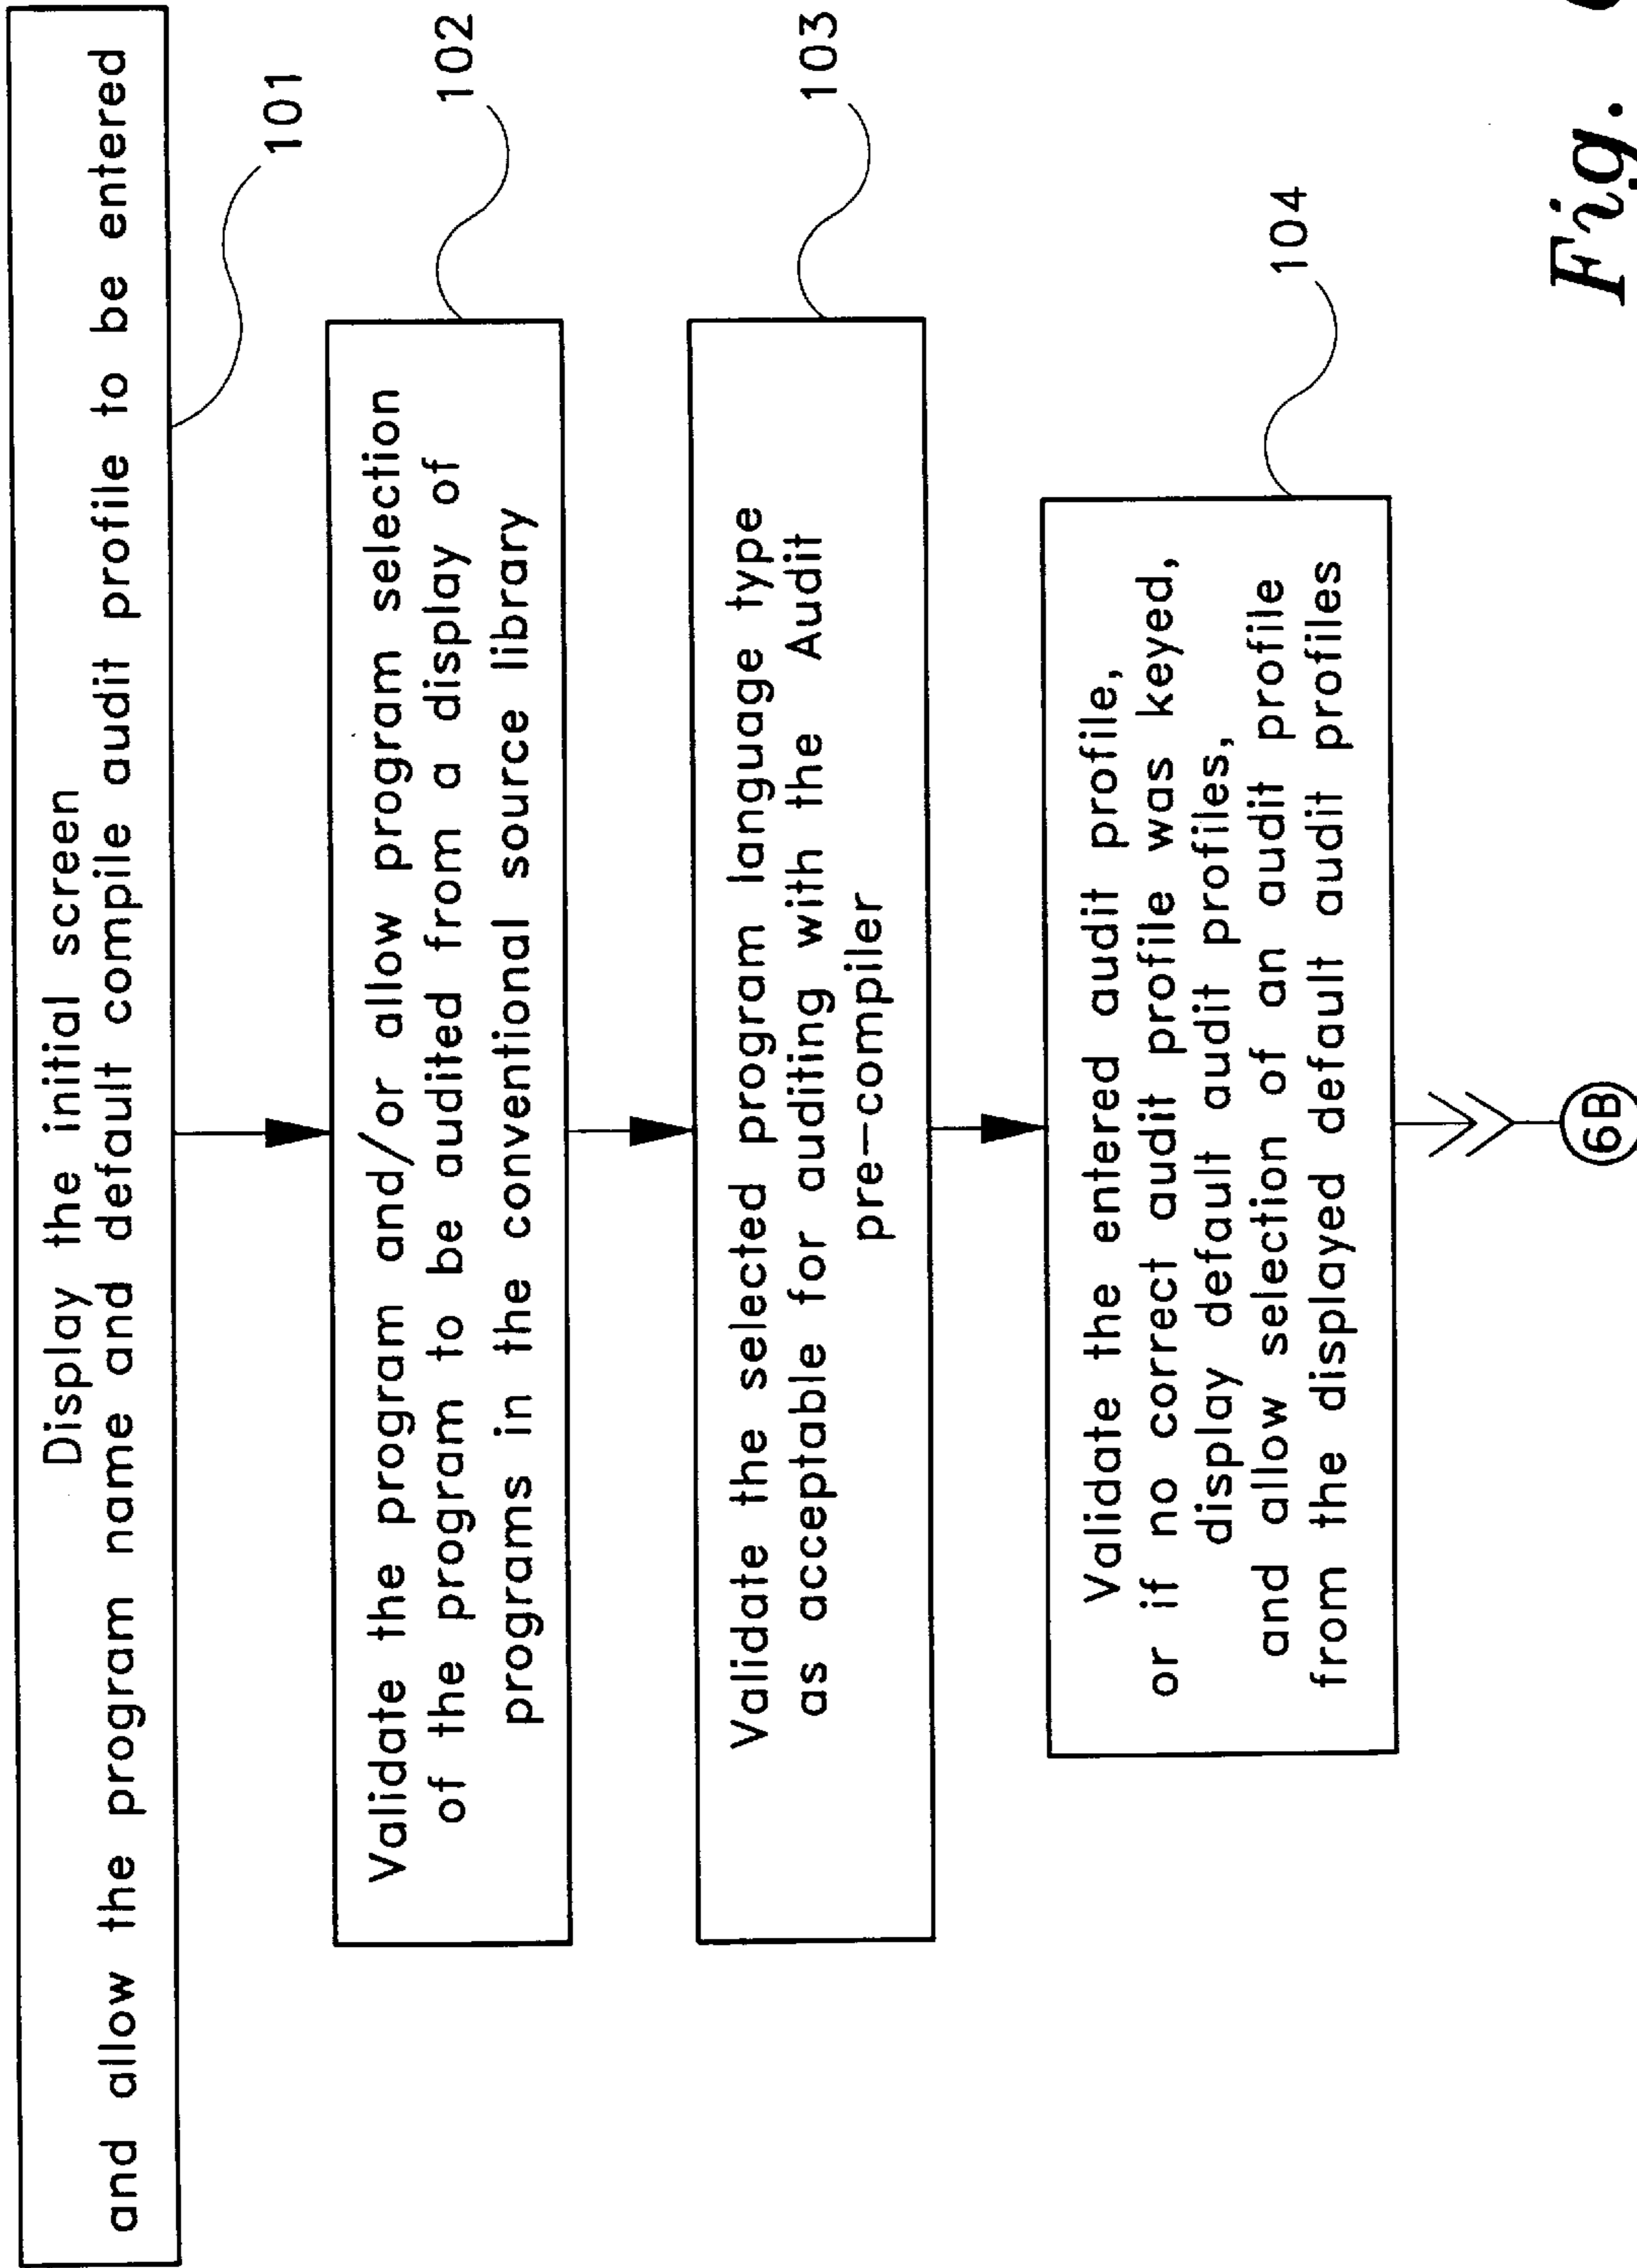 Display the initial screen
and allow the program name and default compile audit profile to be entered
101
Validate the program and/or allow program selection
of the program to be audited from a display of
programs in the conventional source library
102
Validate the selected program language type
as acceptable for auditing with the Audit
pre-compiler
103
Validate the entered audit profile,
or if no correct audit profile was keyed,
display default audit profiles,
and allow selection of an audit profile
from the displayed default audit profiles
104
6B
Fig.